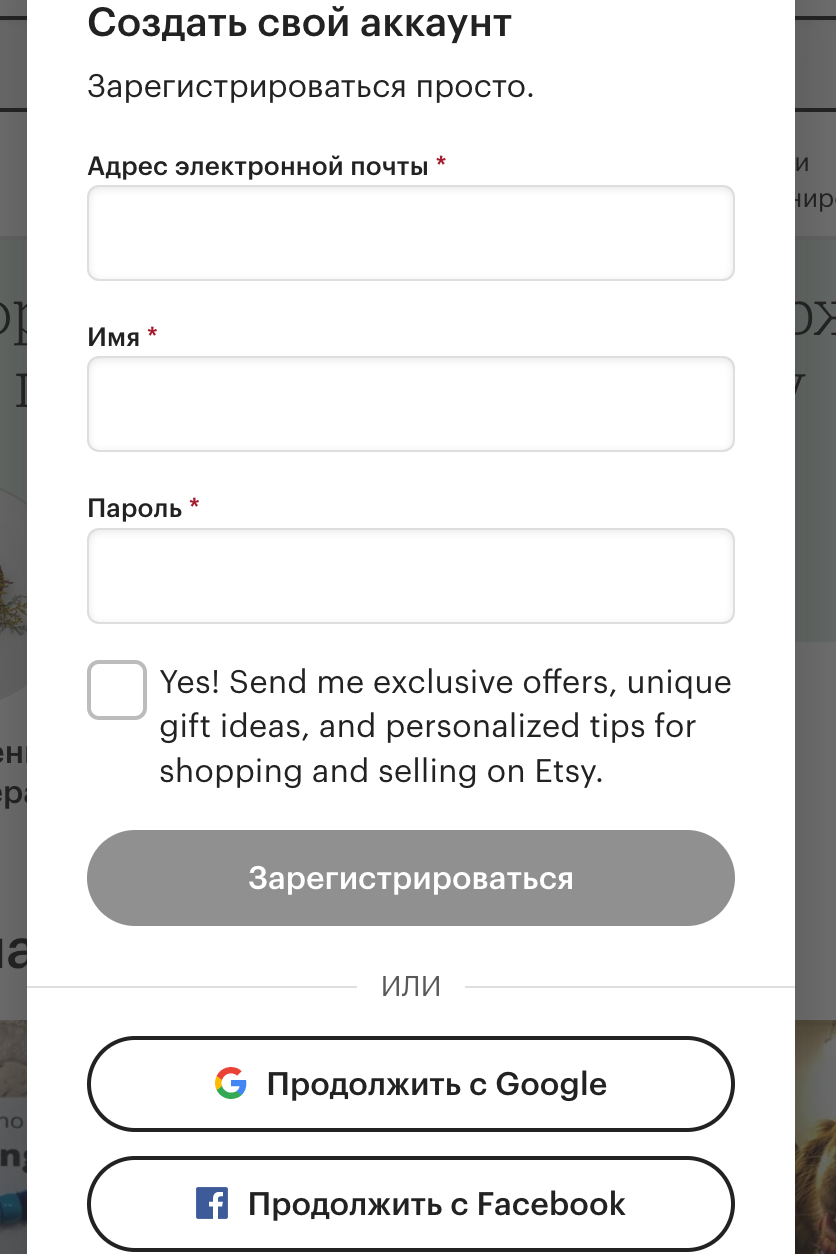 Создать свой аккаунт
Зарегистрироваться просто.
Адрес электронной почты *
Имя *
Пароль *
Yes! Send me exclusive offers, unique
gift ideas, and personalized tips for
shopping and selling on Etsy.
Зарегистрироваться
ИЛИ
Продолжить с Google
Продолжить с Facebook